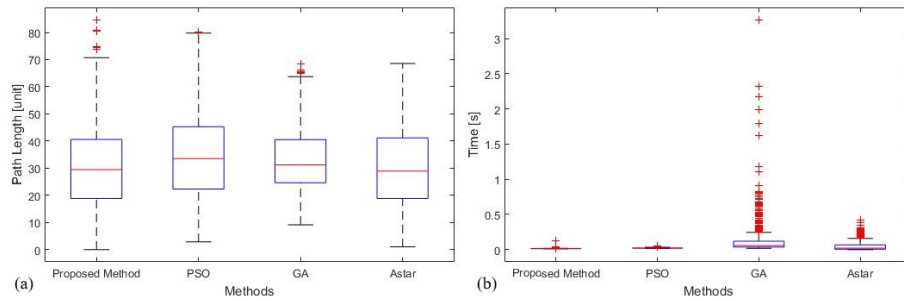 80
70
60
50
40
30
20
10
0
Path Length [unit]
Proposed Method PSO GA Astar
(a) Methods
3
2.5
2
1.5
1
0.5
0
Time [s]
Proposed Method PSO GA Astar
(b) Methods